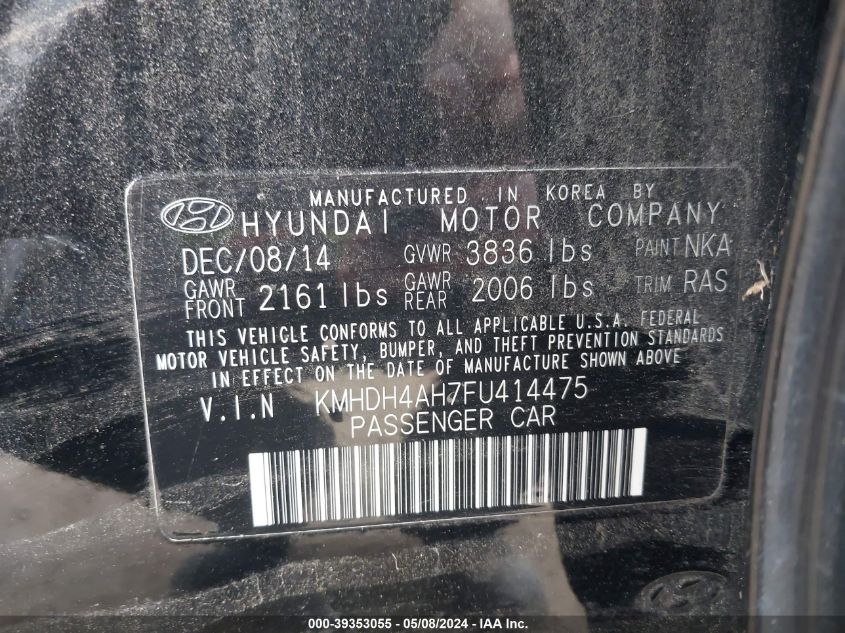 MANUFACTURED IN KOREA BY
HYUNDAI MOTOR COMPANY
DEC/08/14 GVWR 3836 lbs PAINT NKA
GAWR FRONT 2161 lbs GAWR REAR 2006 lbs TRIM RAS
THIS VEHICLE CONFORMS TO ALL APPLICABLE U.S.A. FEDERAL
MOTOR VEHICLE SAFETY, BUMPER, AND THEFT PREVENTION STANDARDS
IN EFFECT ON THE DATE OF MANUFACTURE SHOWN ABOVE
V.I.N KMHDH4AH7FU414475
PASSENGER CAR
000-39353055 - 05/08/2024 - IAA Inc.